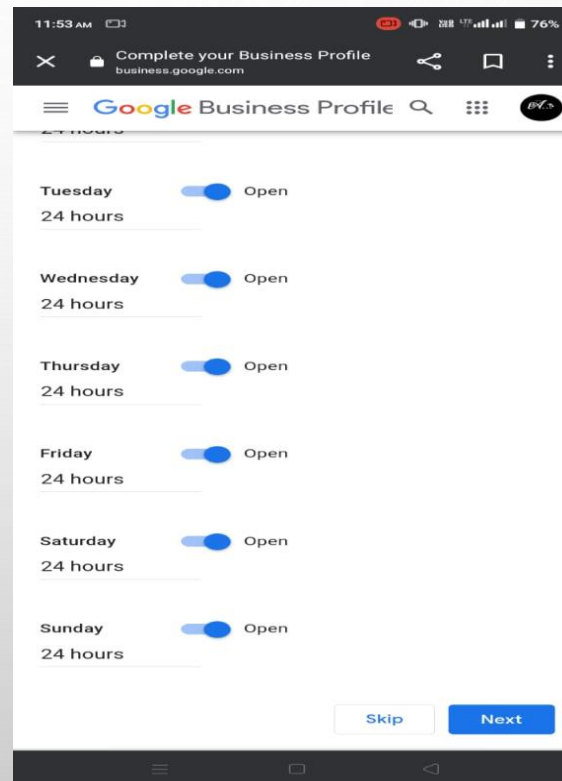 11:53 AM 76%
Complete your Business Profile
business.google.com
Google Business Profile
24 hours
Tuesday Open
24 hours
Wednesday Open
24 hours
Thursday Open
24 hours
Friday Open
24 hours
Saturday Open
24 hours
Sunday Open
24 hours
Skip Next